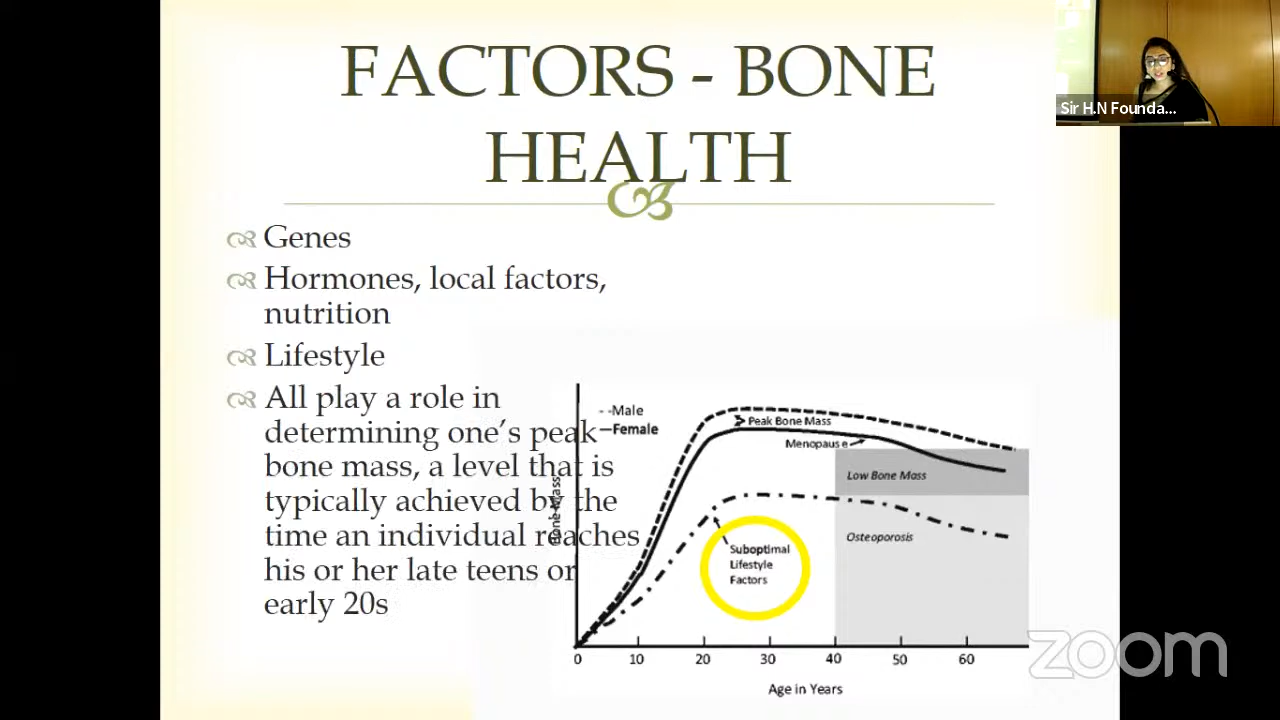 FACTORS - BONE
HEALTH
Sir H.N Founda...
Genes
Hormones, local factors,
nutrition
Lifestyle
All play a role in
determining one's peak
bone mass, a level that is
typically achieved by the
time an individual reaches
his or her late teens or
early 20s
- -Male
—Female
Peak Bone Mass
Menopause
Low Bone Mass
Osteoporosis
Suboptimal
Lifestyle
Factors
Bone Mass
0 10 20 30 40 50 60
Age in Years
zoom